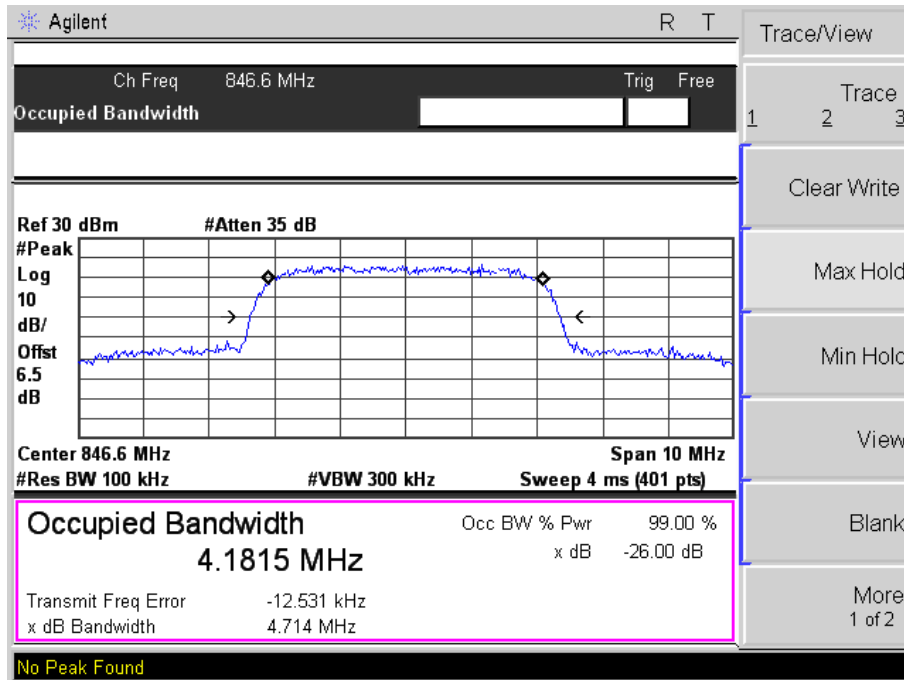 Agilent R T
Trace/View
Ch Freq 846.6 MHz Trig Free
Occupied Bandwidth
Trace
1 2 3
Clear Write
Max Hold
Min Hold
View
Blank
More
1 of 2
Ref 30 dBm #Atten 35 dB
#Peak
Log
10
dB/
Offst
6.5
dB
Center 846.6 MHz Span 10 MHz
#Res BW 100 kHz #VBW 300 kHz Sweep 4 ms (401 pts)
Occupied Bandwidth Occ BW % Pwr 99.00 %
4.1815 MHz x dB -26.00 dB
Transmit Freq Error -12.531 kHz
x dB Bandwidth 4.714 MHz
No Peak Found